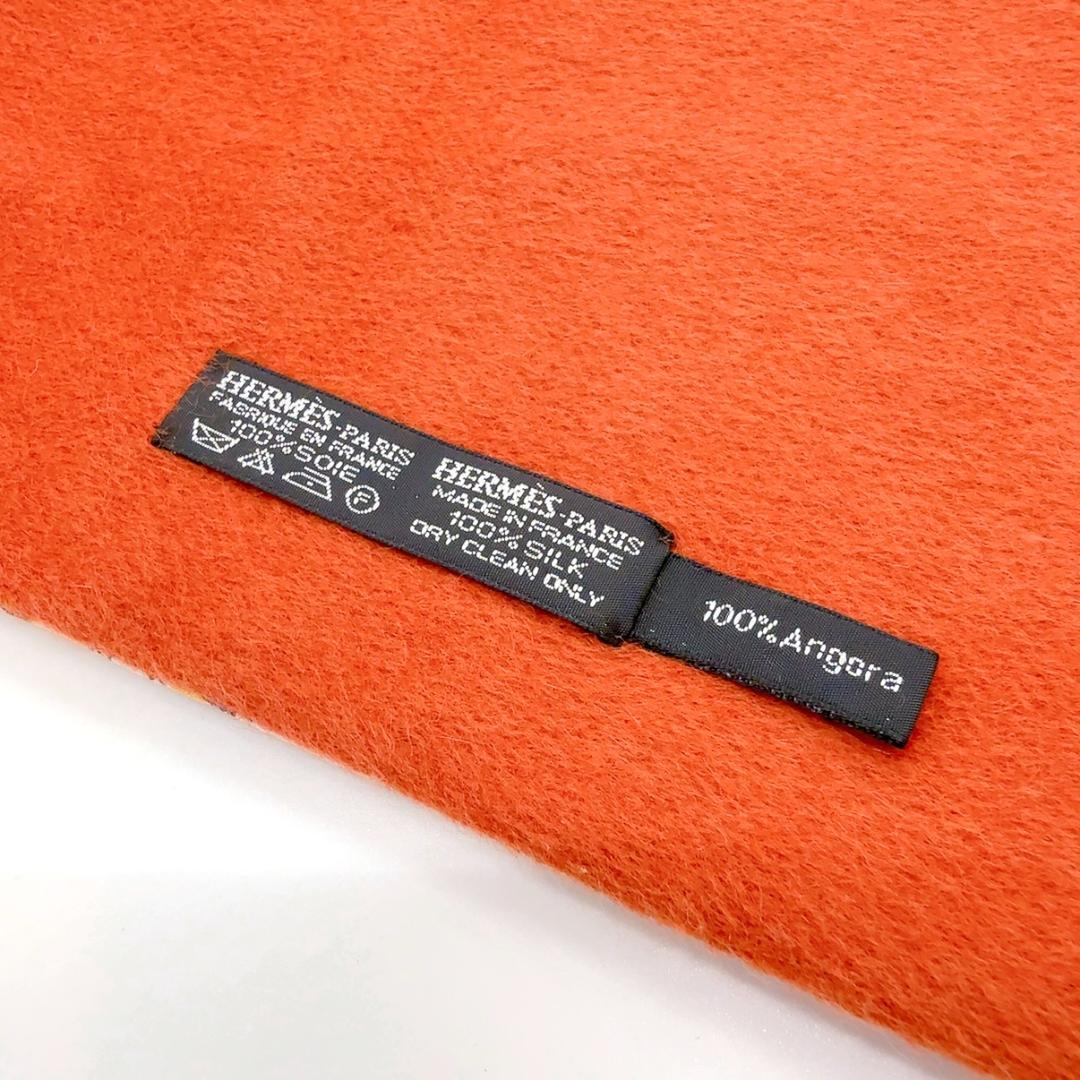 HERMÈS-PARIS
FABRIQUE EN FRANCE
100% SOIE
F
HERMÈS-PARIS
MADE IN FRANCE
100% SILK
DRY CLEAN ONLY
100% Angora